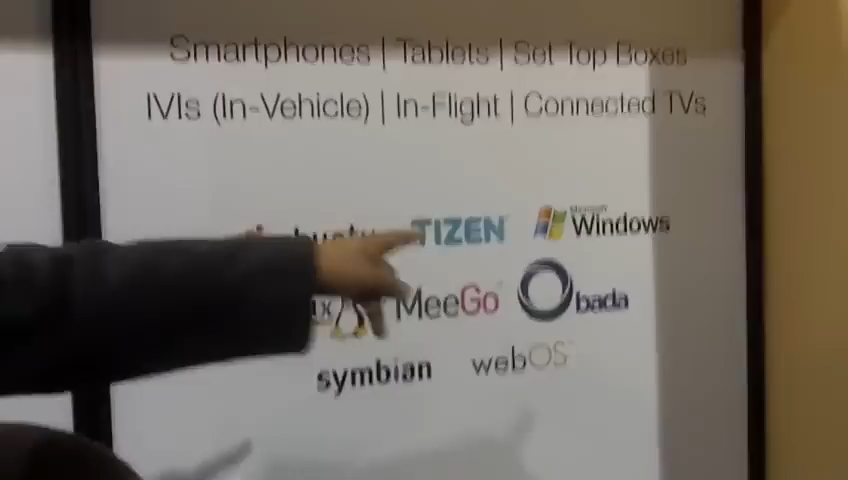 Smartphones | Tablets | Set Top Boxes
IVIs (In-Vehicle) | In-Flight | Connected TVs
TIZEN Microsoft Windows
MeeGo bada
symbian webOS